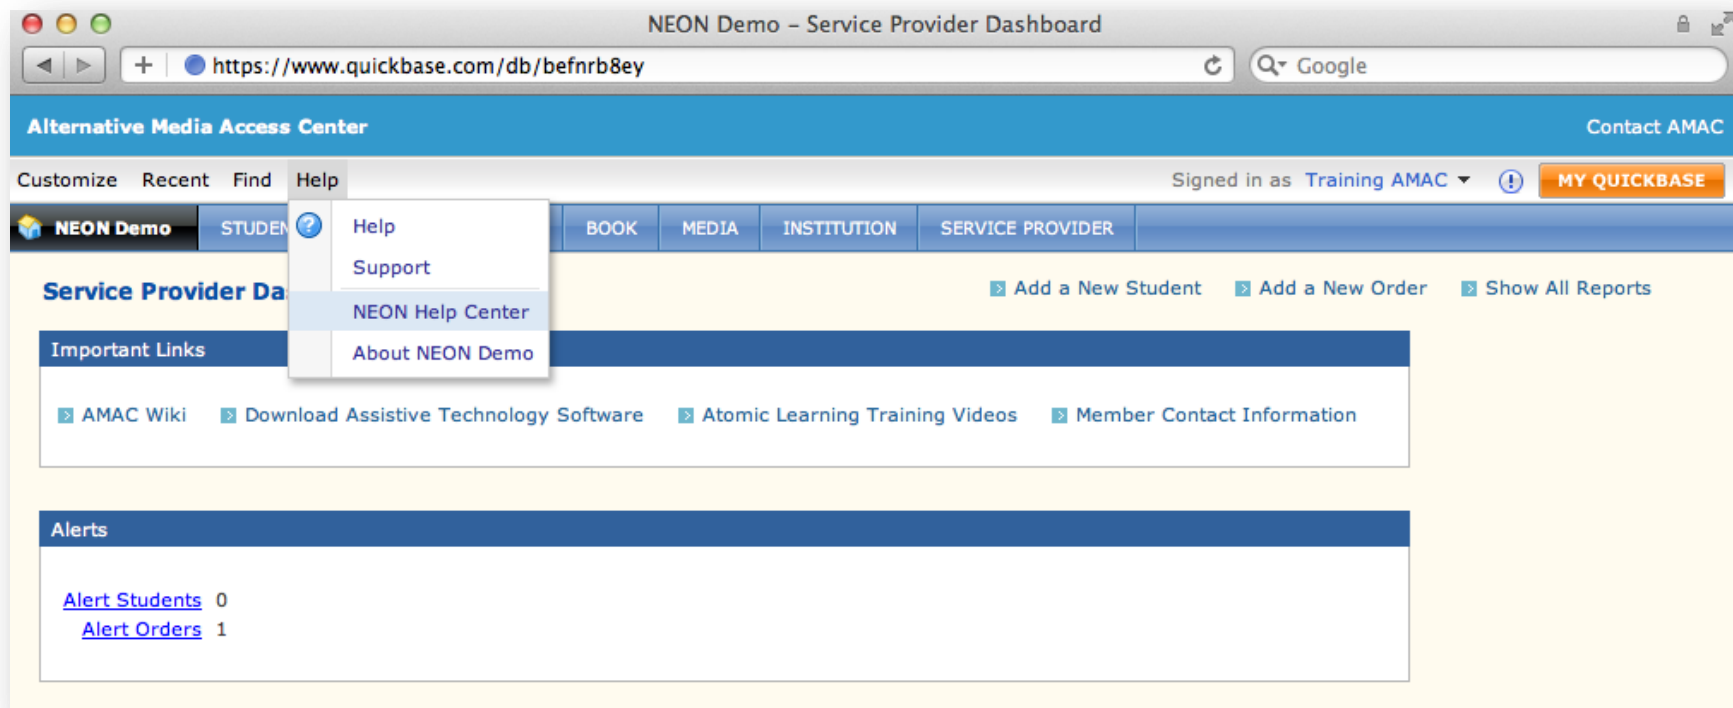 NEON Demo – Service Provider Dashboard
https://www.quickbase.com/db/befnrb8ey
Google
Alternative Media Access Center
Contact AMAC
Customize Recent Find Help
Signed in as Training AMAC
MY QUICKBASE
NEON Demo STUDEN BOOK MEDIA INSTITUTION SERVICE PROVIDER
Help
Support
NEON Help Center
About NEON Demo
Service Provider Da
Add a New Student Add a New Order Show All Reports
Important Links
AMAC Wiki Download Assistive Technology Software Atomic Learning Training Videos Member Contact Information
Alerts
Alert Students 0
Alert Orders 1